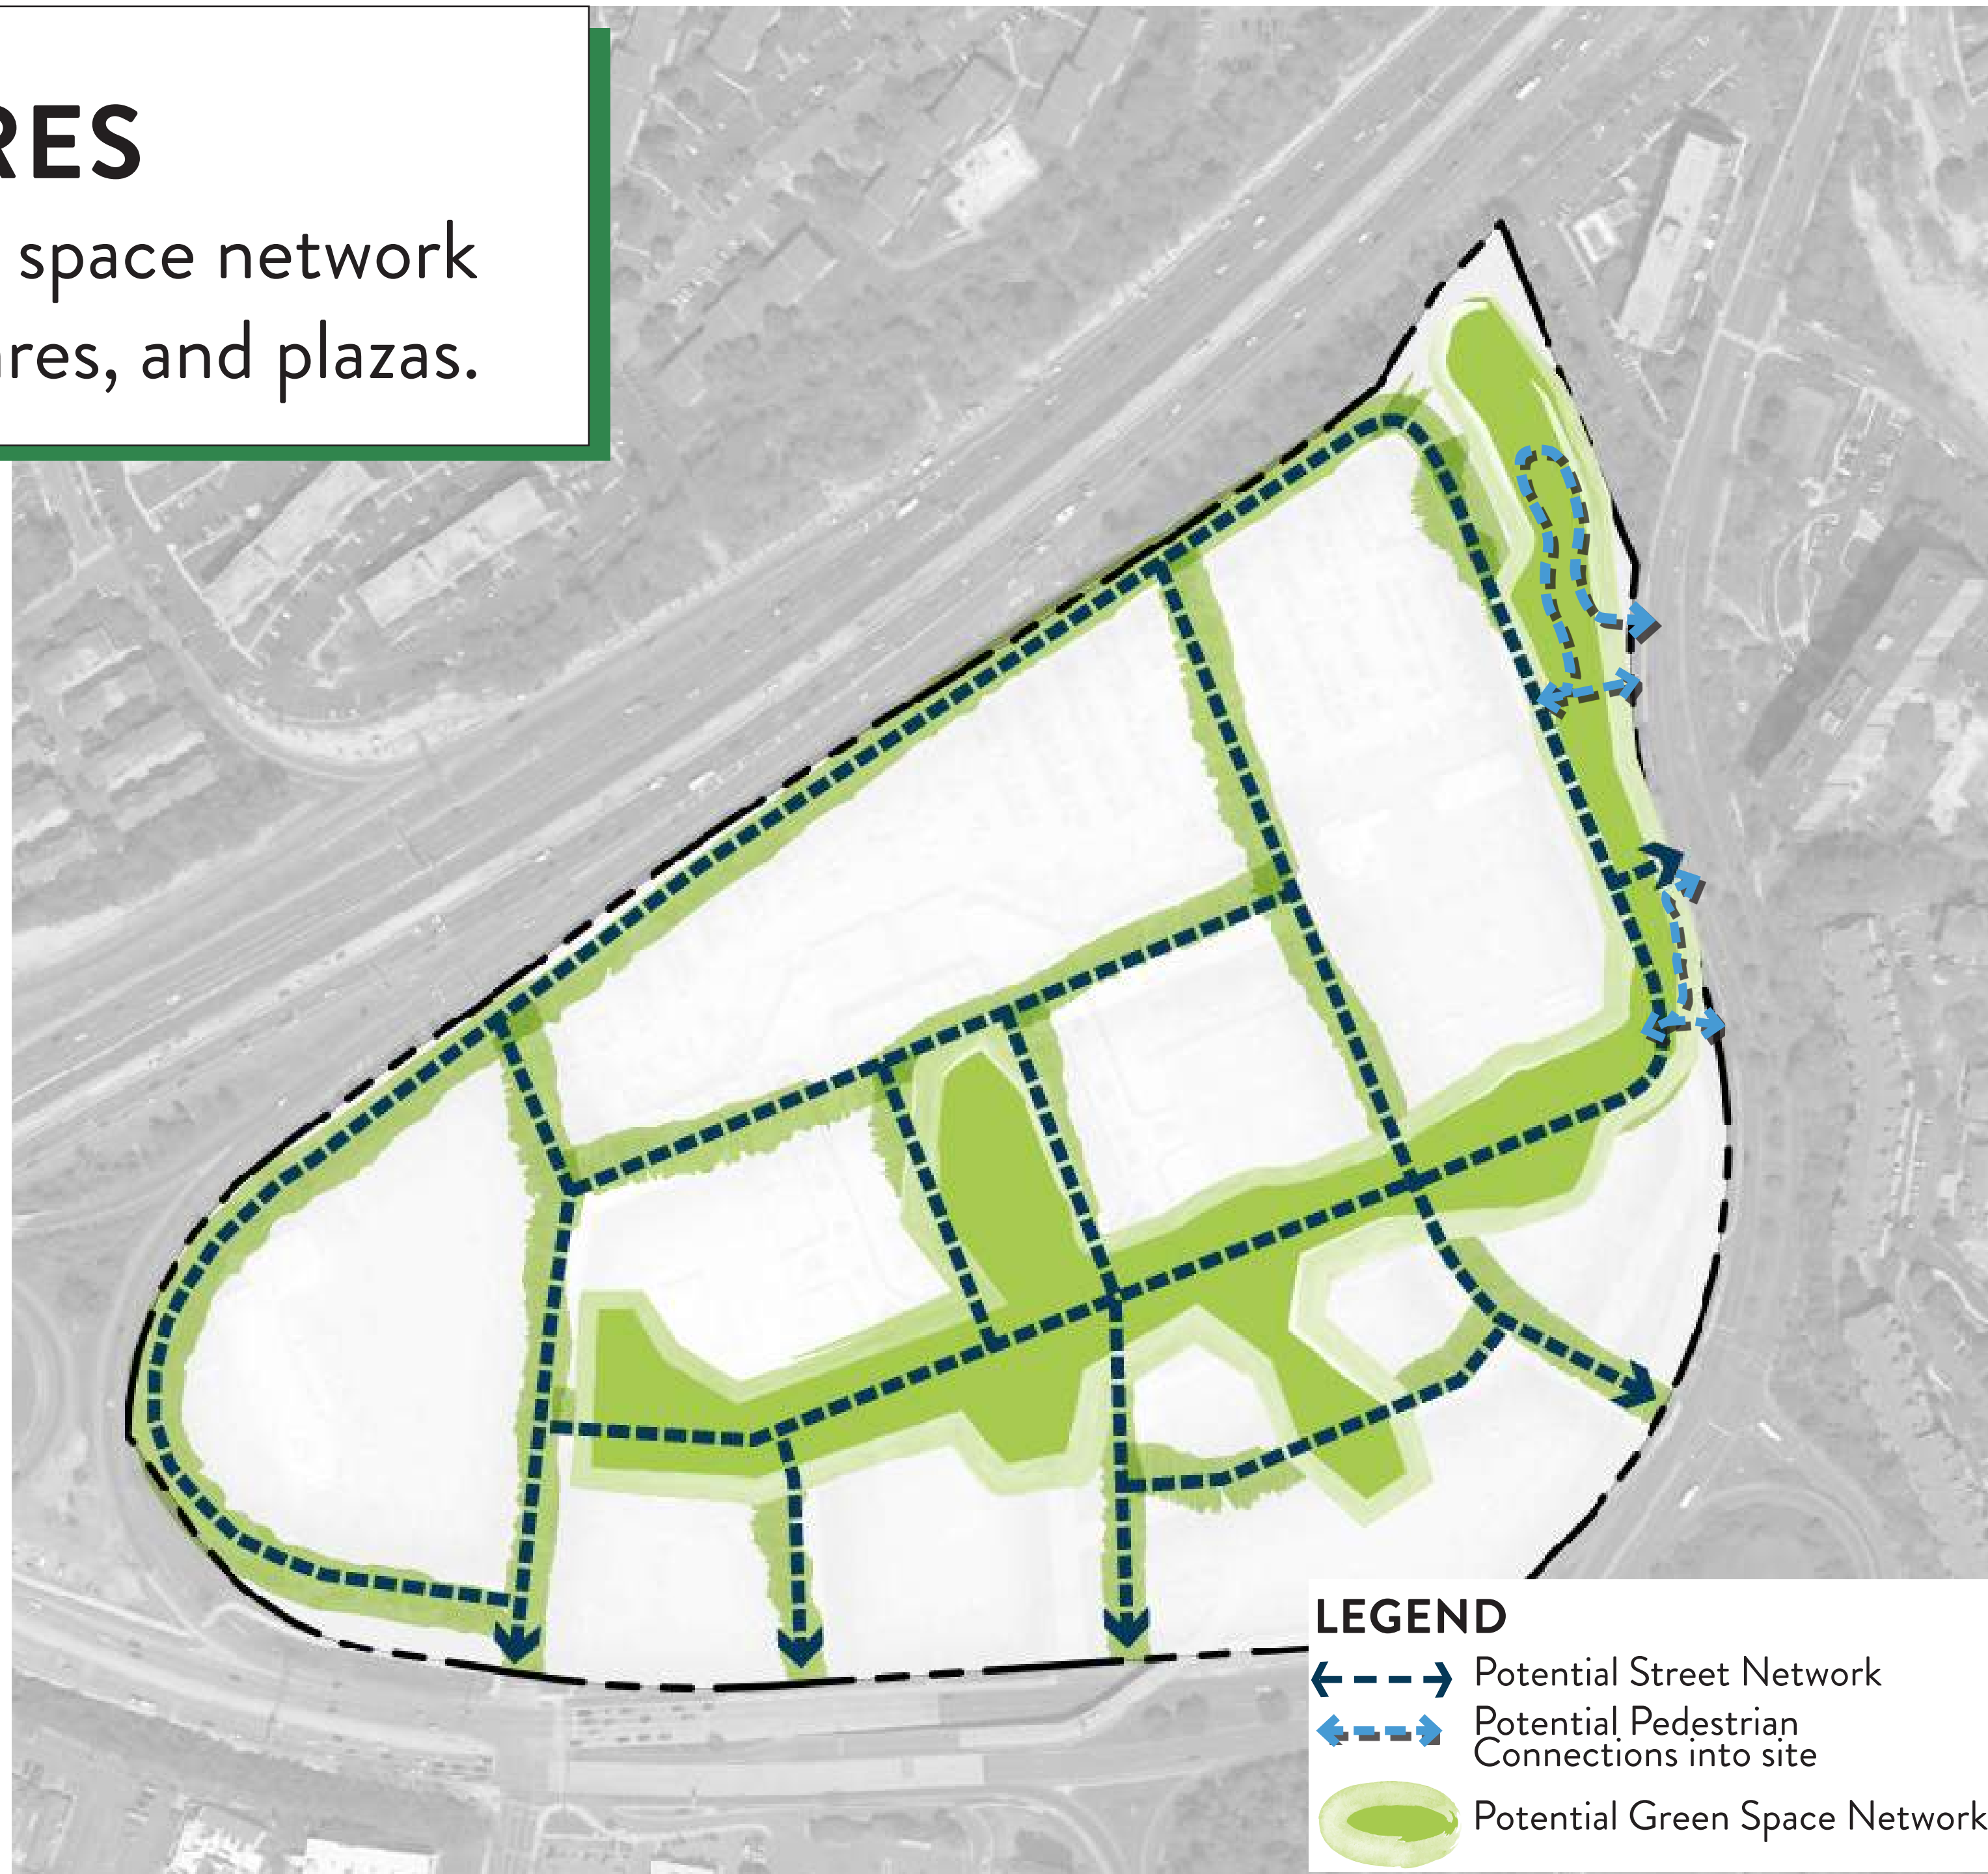 RES
space network
res, and plazas.
LEGEND
Potential Street Network
Potential Pedestrian
Connections into site
Potential Green Space Network